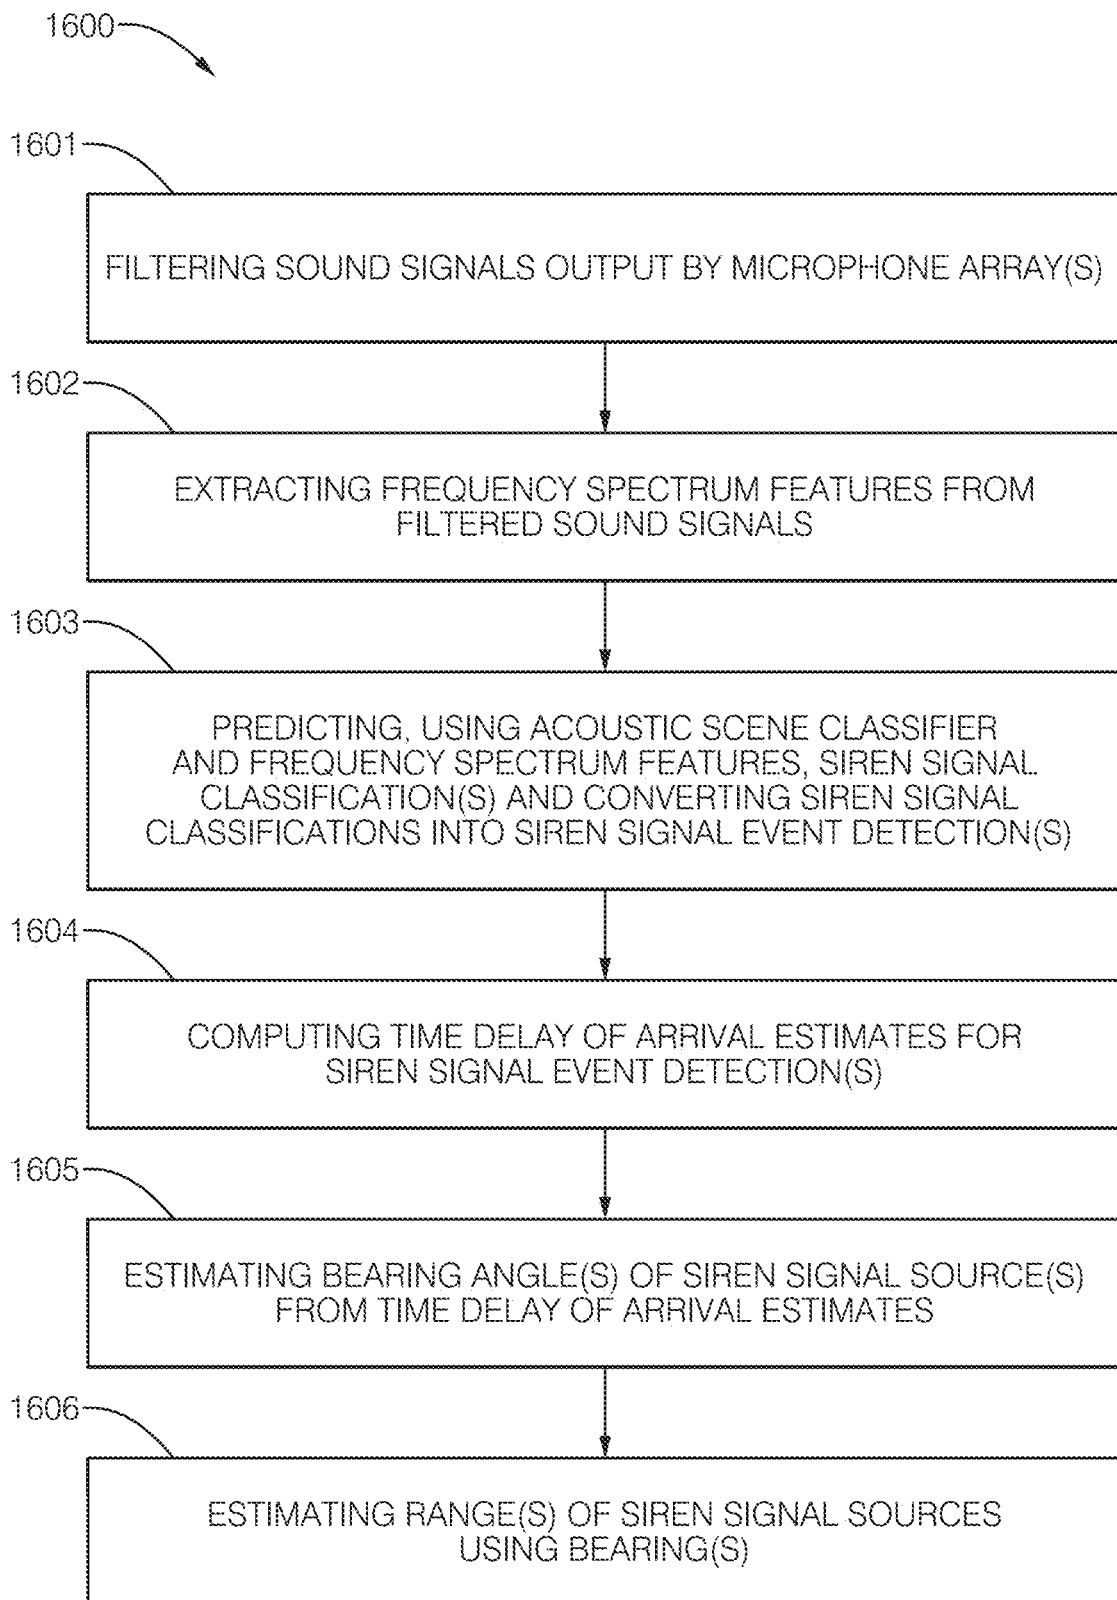 1600
1601
FILTERING SOUND SIGNALS OUTPUT BY MICROPHONE ARRAY(S)
1602
EXTRACTING FREQUENCY SPECTRUM FEATURES FROM
FILTERED SOUND SIGNALS
1603
PREDICTING, USING ACOUSTIC SCENE CLASSIFIER
AND FREQUENCY SPECTRUM FEATURES, SIREN SIGNAL
CLASSIFICATION(S) AND CONVERTING SIREN SIGNAL
CLASSIFICATIONS INTO SIREN SIGNAL EVENT DETECTION(S)
1604
COMPUTING TIME DELAY OF ARRIVAL ESTIMATES FOR
SIREN SIGNAL EVENT DETECTION(S)
1605
ESTIMATING BEARING ANGLE(S) OF SIREN SIGNAL SOURCE(S)
FROM TIME DELAY OF ARRIVAL ESTIMATES
1606
ESTIMATING RANGE(S) OF SIREN SIGNAL SOURCES
USING BEARING(S)